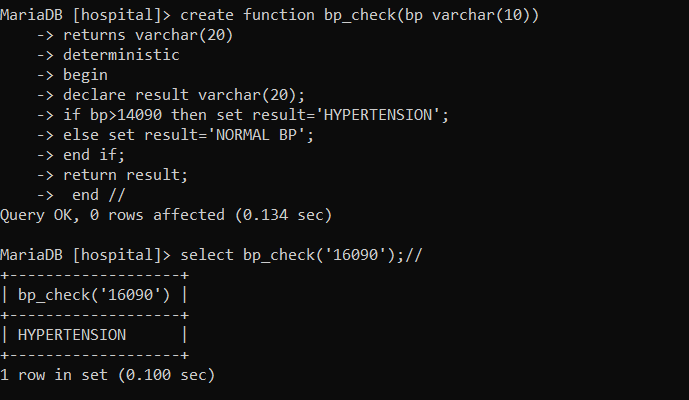 MariaDB [hospital]> create function bp_check(bp varchar(10))
    -> returns varchar(20)
    -> deterministic
    -> begin
    -> declare result varchar(20);
    -> if bp>14090 then set result='HYPERTENSION';
    -> else set result='NORMAL BP';
    -> end if;
    -> return result;
    ->  end //
Query OK, 0 rows affected (0.134 sec)

MariaDB [hospital]> select bp_check('16090');//
+-------------------+
| bp_check('16090') |
+-------------------+
| HYPERTENSION      |
+-------------------+
1 row in set (0.100 sec)